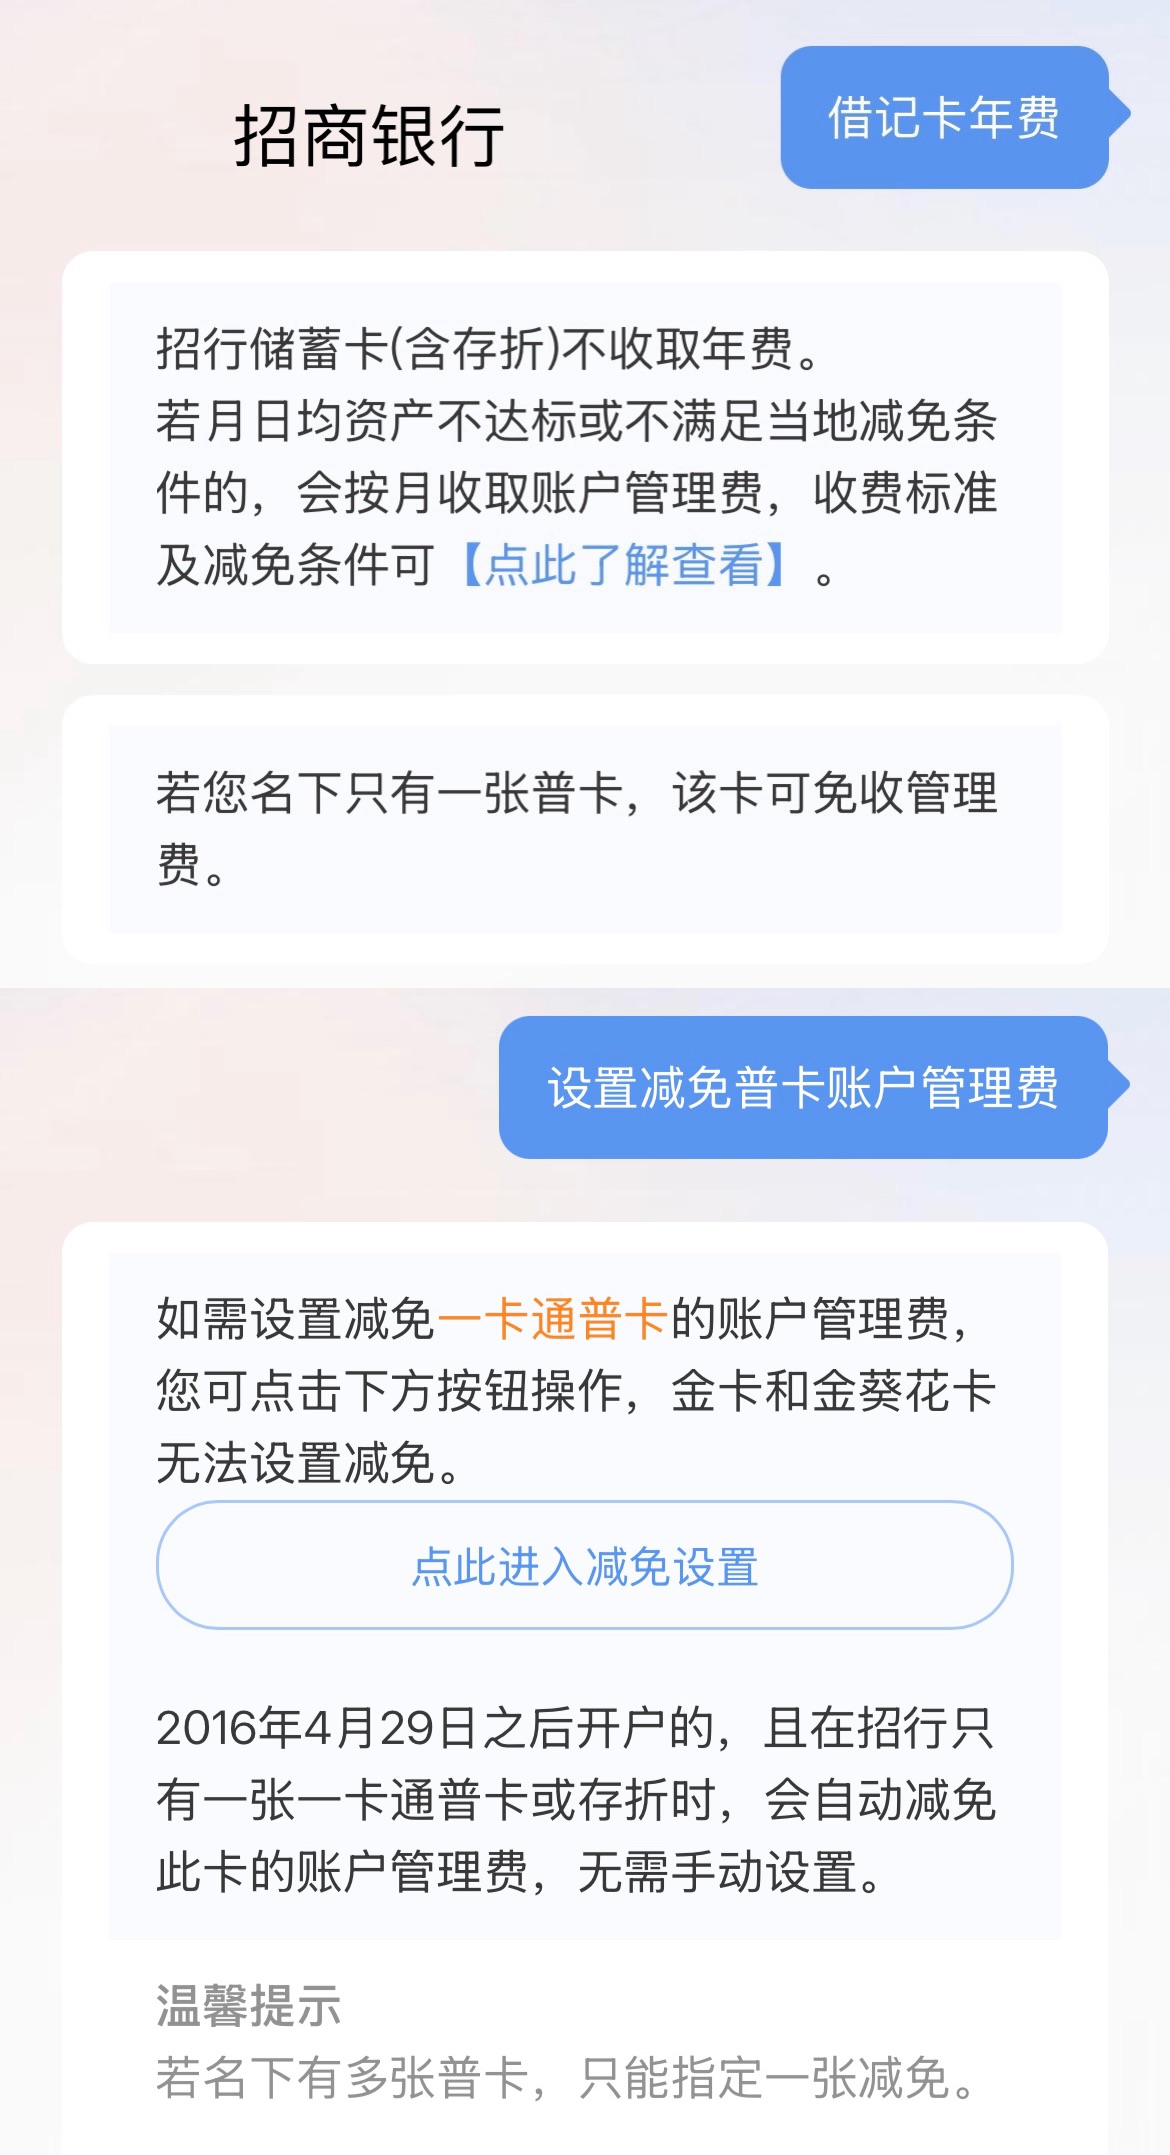 招商银行
借记卡年费
招行储蓄卡(含存折)不收取年费。
若月日均资产不达标或不满足当地减免条
件的，会按月收取账户管理费，收费标准
及减免条件可【点此了解查看】。
若您名下只有一张普卡，该卡可免收管理
费。
设置减免普卡账户管理费
如需设置减免一卡通普卡的账户管理费，
您可点击下方按钮操作，金卡和金葵花卡
无法设置减免。
点此进入减免设置
2016年4月29日之后开户的，且在招行只
有一张一卡通普卡或存折时，会自动减免
此卡的账户管理费，无需手动设置。
温馨提示
若名下有多张普卡，只能指定一张减免。